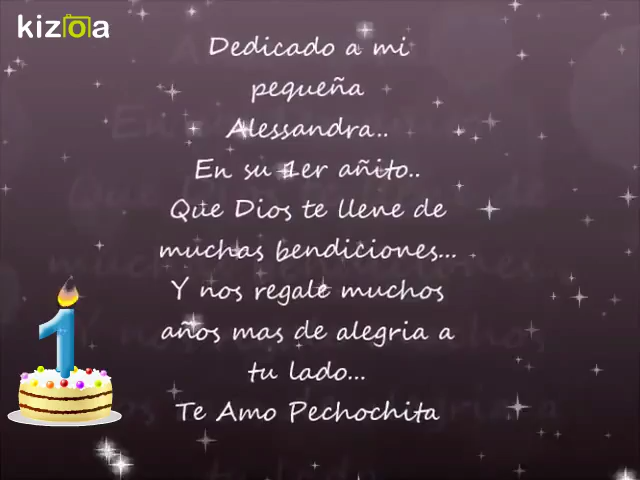 kizoa
Dedicado a mi
pequeña
Alessandra..
En su 1er añito..
Que Dios te llene de
muchas bendiciones...
Y nos regale muchos
años mas de alegria a
tu lado...
Te Amo Pechochita
1